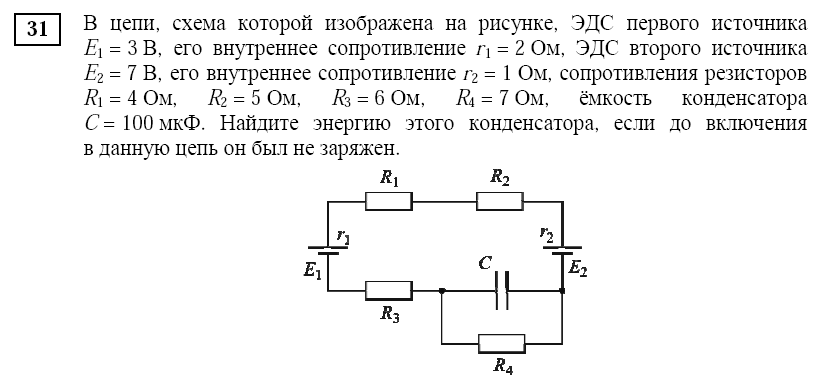 31
В цепи, схема которой изображена на рисунке, ЭДС первого источника
E₁ = 3 В, его внутреннее сопротивление r₁ = 2 Ом, ЭДС второго источника
E₂ = 7 В, его внутреннее сопротивление r₂ = 1 Ом, сопротивления резисторов
R₁ = 4 Ом, R₂ = 5 Ом, R₃ = 6 Ом, R₄ = 7 Ом, ёмкость конденсатора
C = 100 мкФ. Найдите энергию этого конденсатора, если до включения
в данную цепь он был не заряжен.
R₁ R₂
r₁ r₂
E₁ C E₂
R₃
R₄